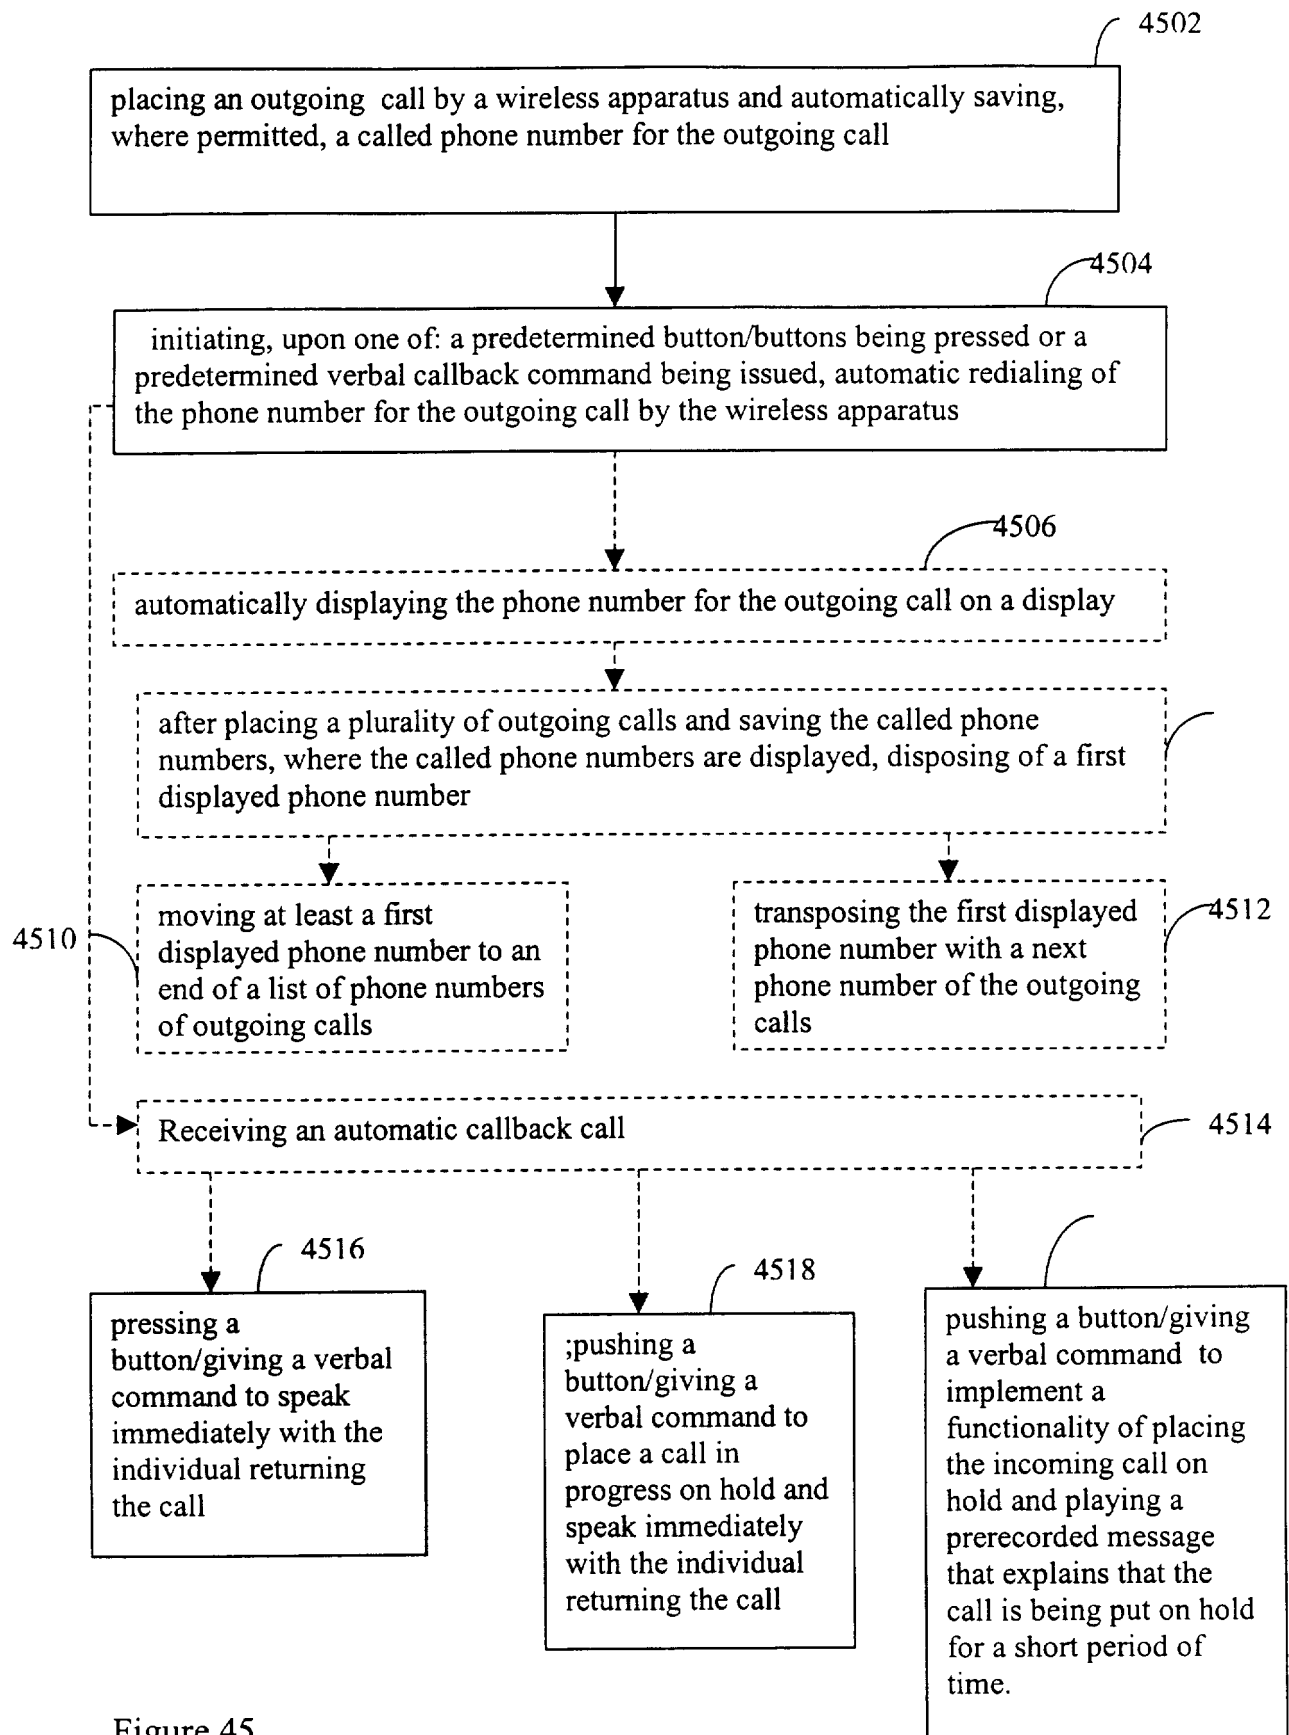 4502
placing an outgoing call by a wireless apparatus and automatically saving,
where permitted, a called phone number for the outgoing call
4504
initiating, upon one of: a predetermined button/buttons being pressed or a
predetermined verbal callback command being issued, automatic redialing of
the phone number for the outgoing call by the wireless apparatus
4506
automatically displaying the phone number for the outgoing call on a display
after placing a plurality of outgoing calls and saving the called phone
numbers, where the called phone numbers are displayed, disposing of a first
displayed phone number
4510
moving at least a first
displayed phone number to an
end of a list of phone numbers
of outgoing calls
4512
transposing the first displayed
phone number with a next
phone number of the outgoing
calls
Receiving an automatic callback call
4514
4516
pressing a
button/giving a verbal
command to speak
immediately with the
individual returning
the call
4518
;pushing a
button/giving a
verbal command to
place a call in
progress on hold and
speak immediately
with the individual
returning the call
pushing a button/giving
a verbal command to
implement a
functionality of placing
the incoming call on
hold and playing a
prerecorded message
that explains that the
call is being put on hold
for a short period of
time.
Figure 45